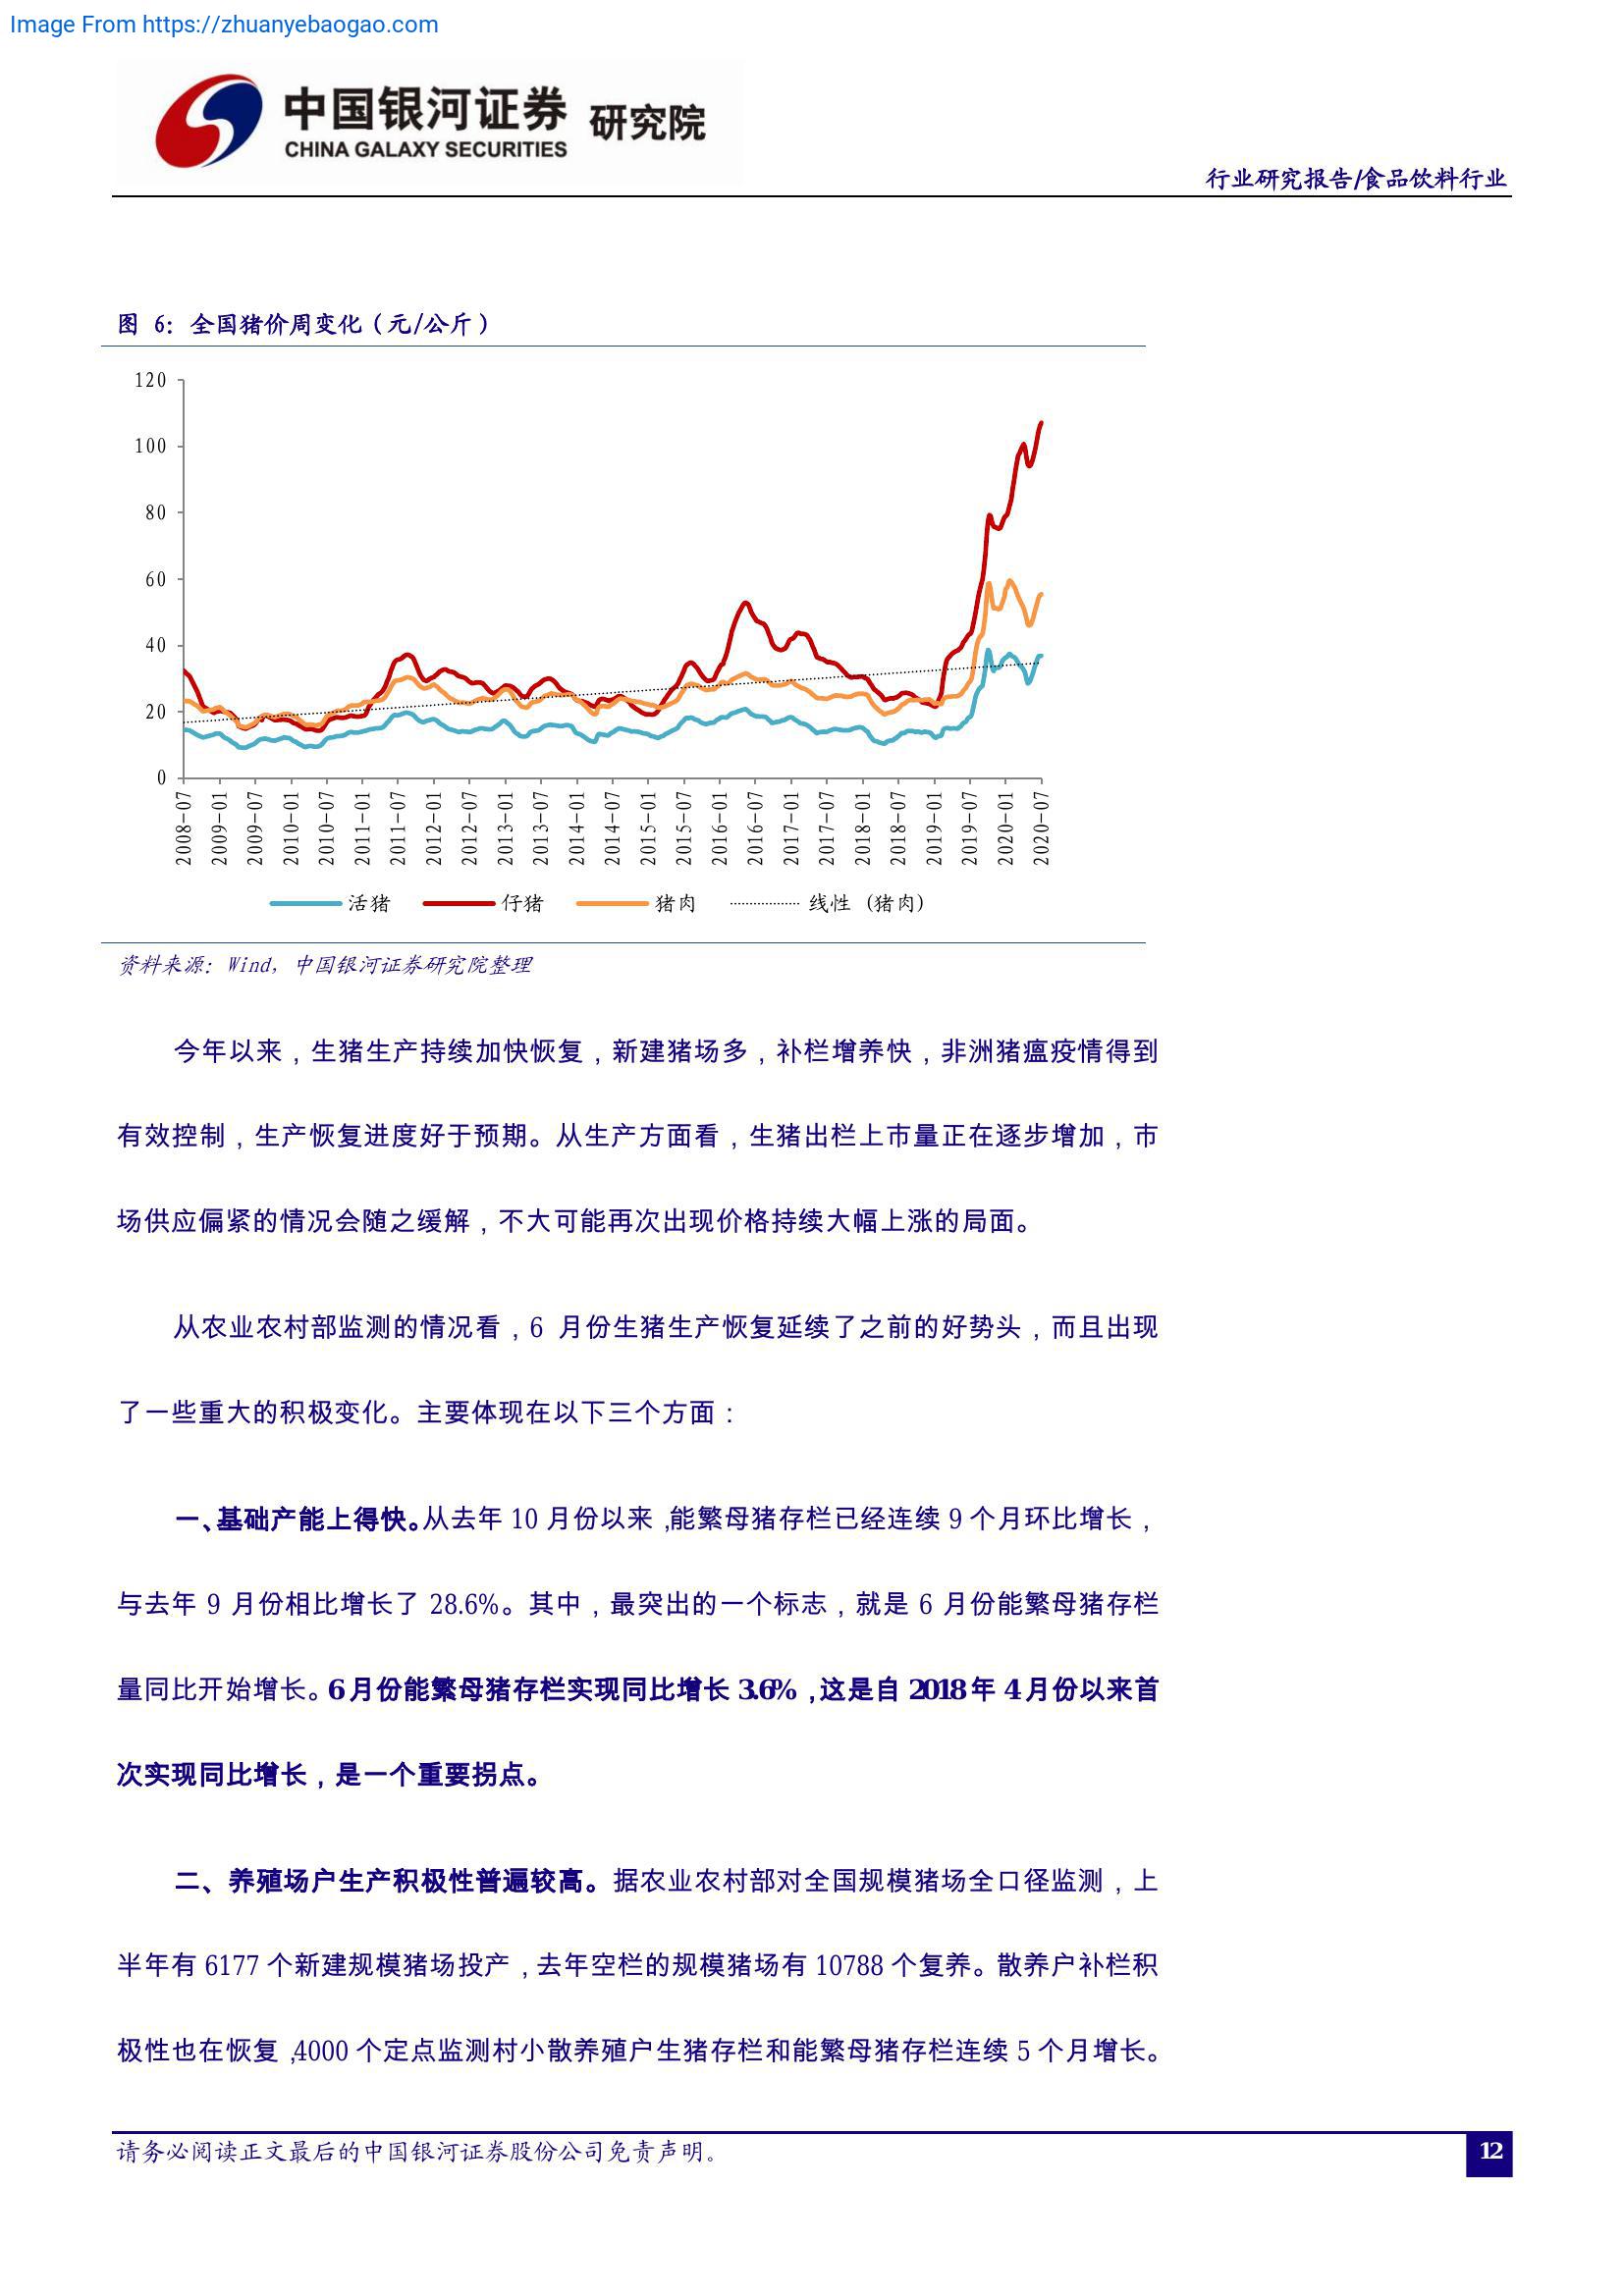 Image From https://zhuanyebaogao.com
中国银河证券 研究院
CHINA GALAXY SECURITIES
行业研究报告/食品饮料行业
图 6: 全国猪价周变化（元/公斤）
120
100
80
60
40
20
0
2008-07 2009-01 2009-07 2010-01 2010-07 2011-01 2011-07 2012-01 2012-07 2013-01 2013-07 2014-01 2014-07 2015-01 2015-07 2016-01 2016-07 2017-01 2017-07 2018-01 2018-07 2019-01 2019-07 2020-01 2020-07
活猪 仔猪 猪肉 线性 (猪肉)
资料来源: Wind, 中国银河证券研究院整理
今年以来，生猪生产持续加快恢复，新建猪场多，补栏增养快，非洲猪瘟疫情得到
有效控制，生产恢复进度好于预期。从生产方面看，生猪出栏上市量正在逐步增加，市
场供应偏紧的情况会随之缓解，不大可能再次出现价格持续大幅上涨的局面。
从农业农村部监测的情况看，6 月份生猪生产恢复延续了之前的好势头，而且出现
了一些重大的积极变化。主要体现在以下三个方面：
一、基础产能上得快。从去年 10 月份以来，能繁母猪存栏已经连续 9 个月环比增长，
与去年 9 月份相比增长了 28.6%。其中，最突出的一个标志，就是 6 月份能繁母猪存栏
量同比开始增长。6 月份能繁母猪存栏实现同比增长 3.6%，这是自 2018 年 4 月份以来首
次实现同比增长，是一个重要拐点。
二、养殖场户生产积极性普遍较高。据农业农村部对全国规模猪场全口径监测，上
半年有 6177 个新建规模猪场投产，去年空栏的规模猪场有 10788 个复养。散养户补栏积
极性也在恢复，4000 个定点监测村小散养殖户生猪存栏和能繁母猪存栏连续 5 个月增长。
请务必阅读正文最后的中国银河证券股份公司免责声明。
12